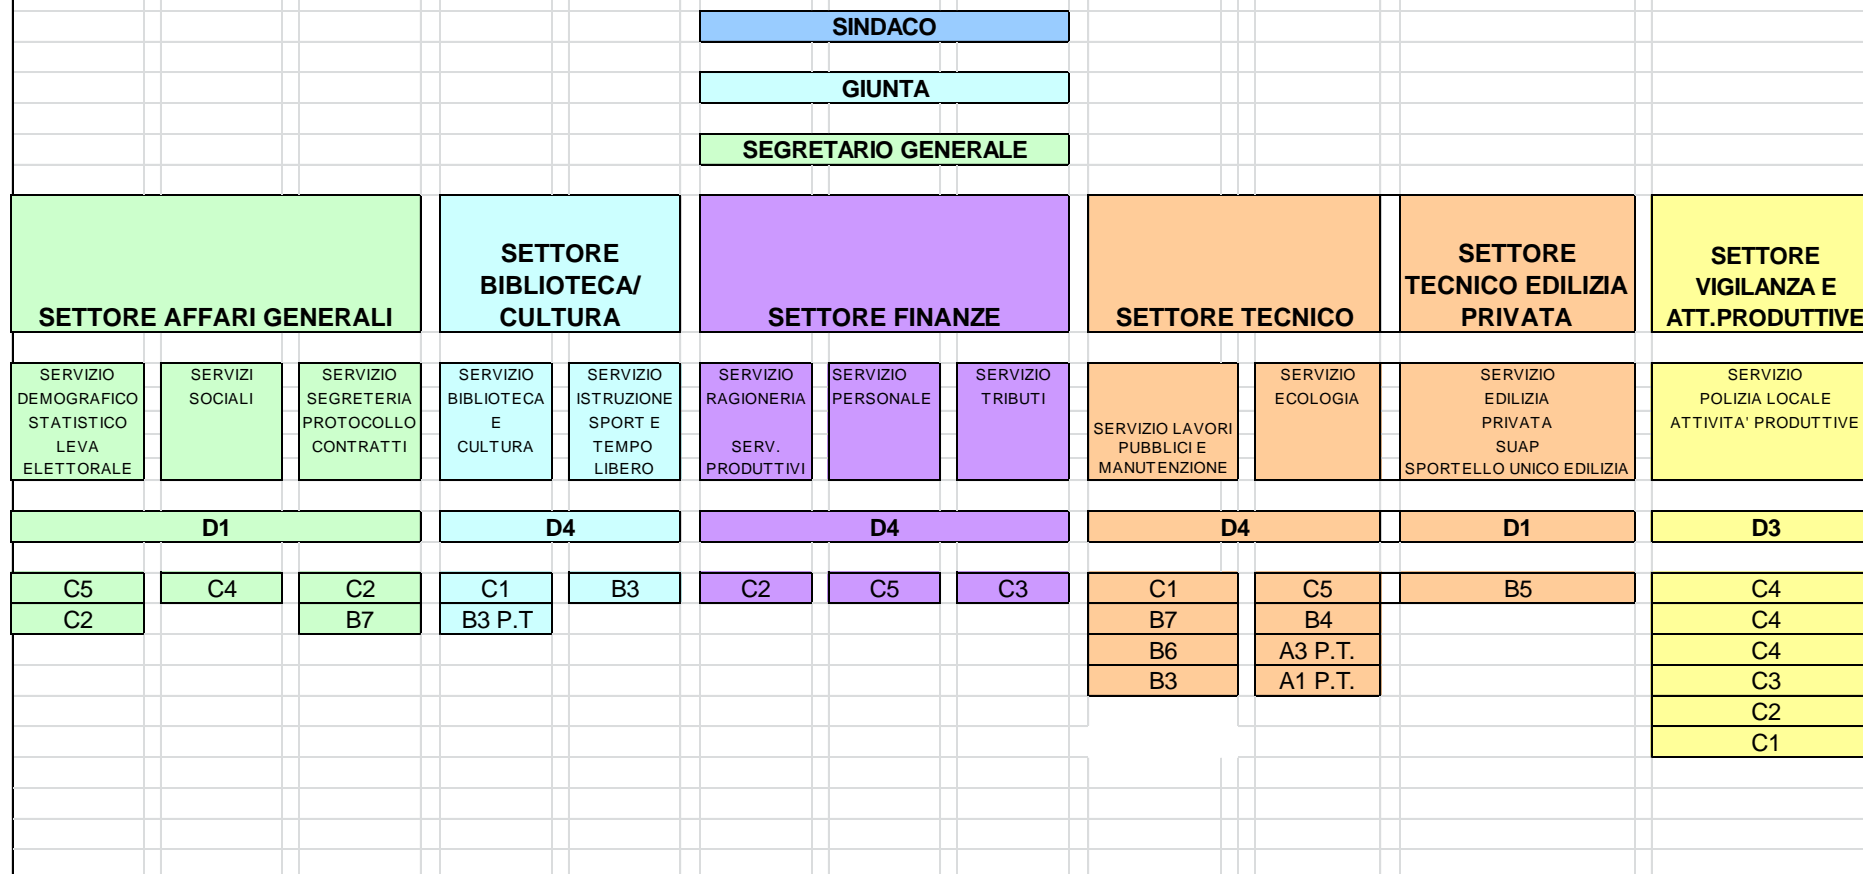 SINDACO
GIUNTA
SEGRETARIO GENERALE
SETTORE AFFARI GENERALI
SETTORE
BIBLIOTECA/
CULTURA
SETTORE FINANZE
SETTORE TECNICO
SETTORE
TECNICO EDILIZIA
PRIVATA
SETTORE
VIGILANZA E
ATT.PRODUTTIVE
SERVIZIO
DEMOGRAFICO
STATISTICO
LEVA
ELETTORALE
SERVIZI
SOCIALI
SERVIZIO
SEGRETERIA
PROTOCOLLO
CONTRATTI
SERVIZIO
BIBLIOTECA
E
CULTURA
SERVIZIO
ISTRUZIONE
SPORT E
TEMPO
LIBERO
SERVIZIO
RAGIONERIA
SERV.
PRODUTTIVI
SERVIZIO
PERSONALE
SERVIZIO
TRIBUTI
SERVIZIO LAVORI
PUBBLICI E
MANUTENZIONE
SERVIZIO
ECOLOGIA
SERVIZIO
EDILIZIA
PRIVATA
SUAP
SPORTELLO UNICO EDILIZIA
SERVIZIO
POLIZIA LOCALE
ATTIVITA' PRODUTTIVE
D1 D4 D4 D4 D1 D3
C5 C4 C2 C1 B3 C2 C5 C3 C1 C5 B5 C4
C2 B7 B3 P.T B7 B4 C4
B6 A3 P.T. C4
B3 A1 P.T. C3
C2
C1